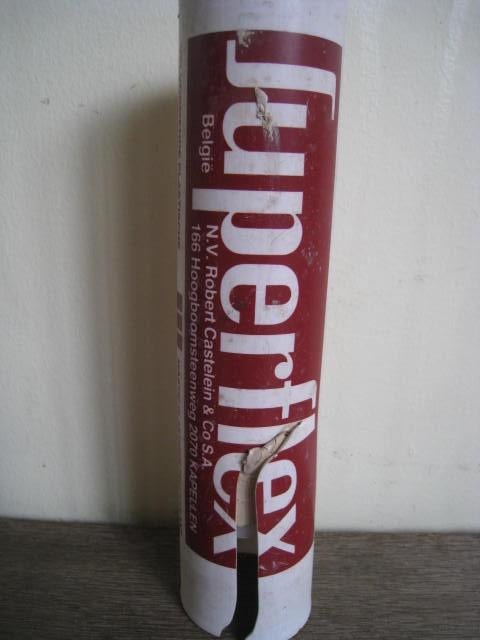 Superflex
België
N.V. Robert Castelein & Co S.A.
166 Hoogboomsteenweg 2070 KAPELLEN